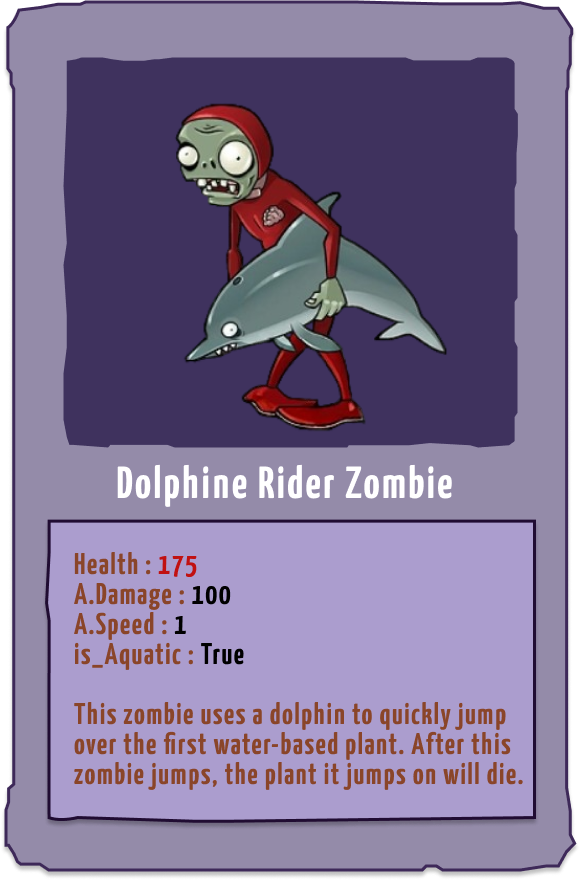 Dolphine Rider Zombie
Health : 175
A.Damage : 100
A.Speed : 1
is_Aquatic : True
This zombie uses a dolphin to quickly jump
over the first water-based plant. After this
zombie jumps, the plant it jumps on will die.